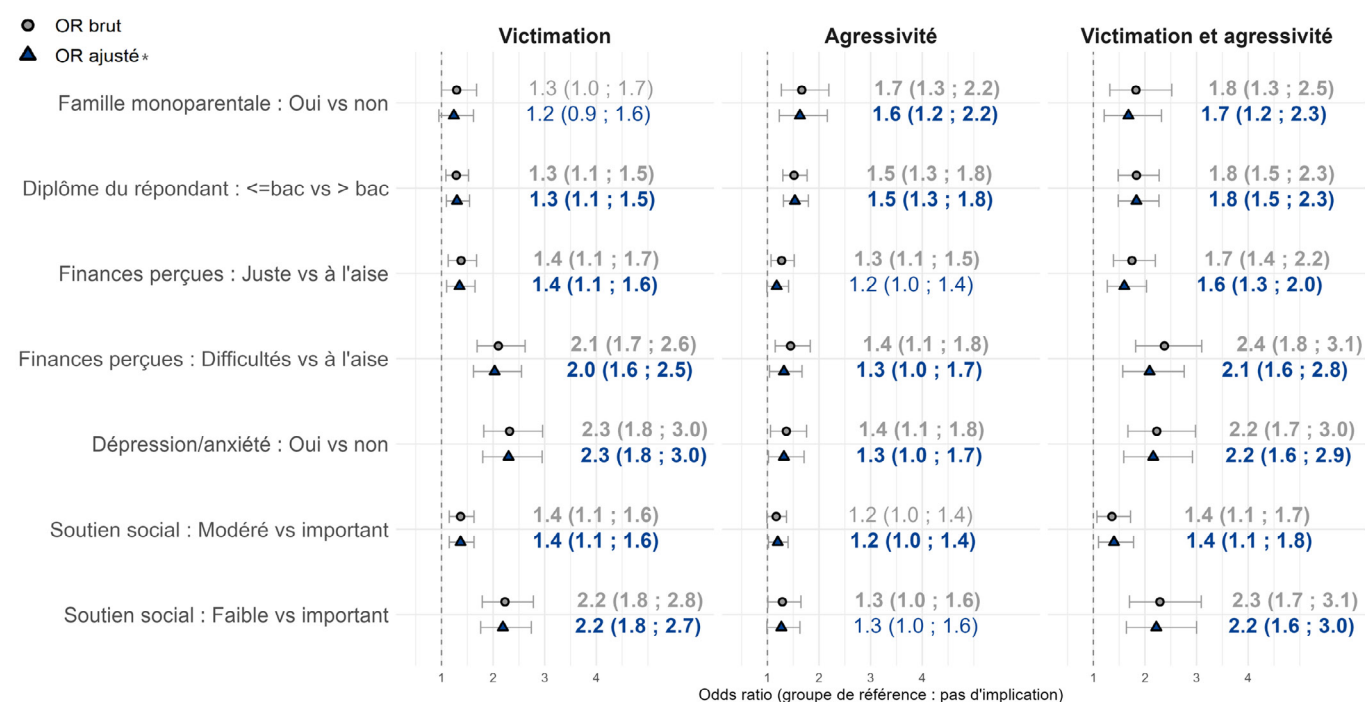 OR brut
OR ajusté*
Victimation
Agressivité
Victimation et agressivité
Famille monoparentale : Oui vs non
1.3 (1.0 ; 1.7)
1.7 (1.3 ; 2.2)
1.8 (1.3 ; 2.5)
1.2 (0.9 ; 1.6)
1.6 (1.2 ; 2.2)
1.7 (1.2 ; 2.3)
Diplôme du répondant : <=bac vs > bac
1.3 (1.1 ; 1.5)
1.5 (1.3 ; 1.8)
1.8 (1.5 ; 2.3)
1.3 (1.1 ; 1.5)
1.5 (1.3 ; 1.8)
1.8 (1.5 ; 2.3)
Finances perçues : Juste vs à l'aise
1.4 (1.1 ; 1.7)
1.3 (1.1 ; 1.5)
1.7 (1.4 ; 2.2)
1.4 (1.1 ; 1.6)
1.2 (1.0 ; 1.4)
1.6 (1.3 ; 2.0)
Finances perçues : Difficultés vs à l'aise
2.1 (1.7 ; 2.6)
1.4 (1.1 ; 1.8)
2.4 (1.8 ; 3.1)
2.0 (1.6 ; 2.5)
1.3 (1.0 ; 1.7)
2.1 (1.6 ; 2.8)
Dépression/anxiété : Oui vs non
2.3 (1.8 ; 3.0)
1.4 (1.1 ; 1.8)
2.2 (1.7 ; 3.0)
2.3 (1.8 ; 3.0)
1.3 (1.0 ; 1.7)
2.2 (1.6 ; 2.9)
Soutien social : Modéré vs important
1.4 (1.1 ; 1.6)
1.2 (1.0 ; 1.4)
1.4 (1.1 ; 1.7)
1.4 (1.1 ; 1.6)
1.2 (1.0 ; 1.4)
1.4 (1.1 ; 1.8)
Soutien social : Faible vs important
2.2 (1.8 ; 2.8)
1.3 (1.0 ; 1.6)
2.3 (1.7 ; 3.1)
2.2 (1.8 ; 2.7)
1.3 (1.0 ; 1.6)
2.2 (1.6 ; 3.0)
1 2 3 4
1 2 3 4
1 2 3 4
Odds ratio (groupe de référence : pas d'implication)